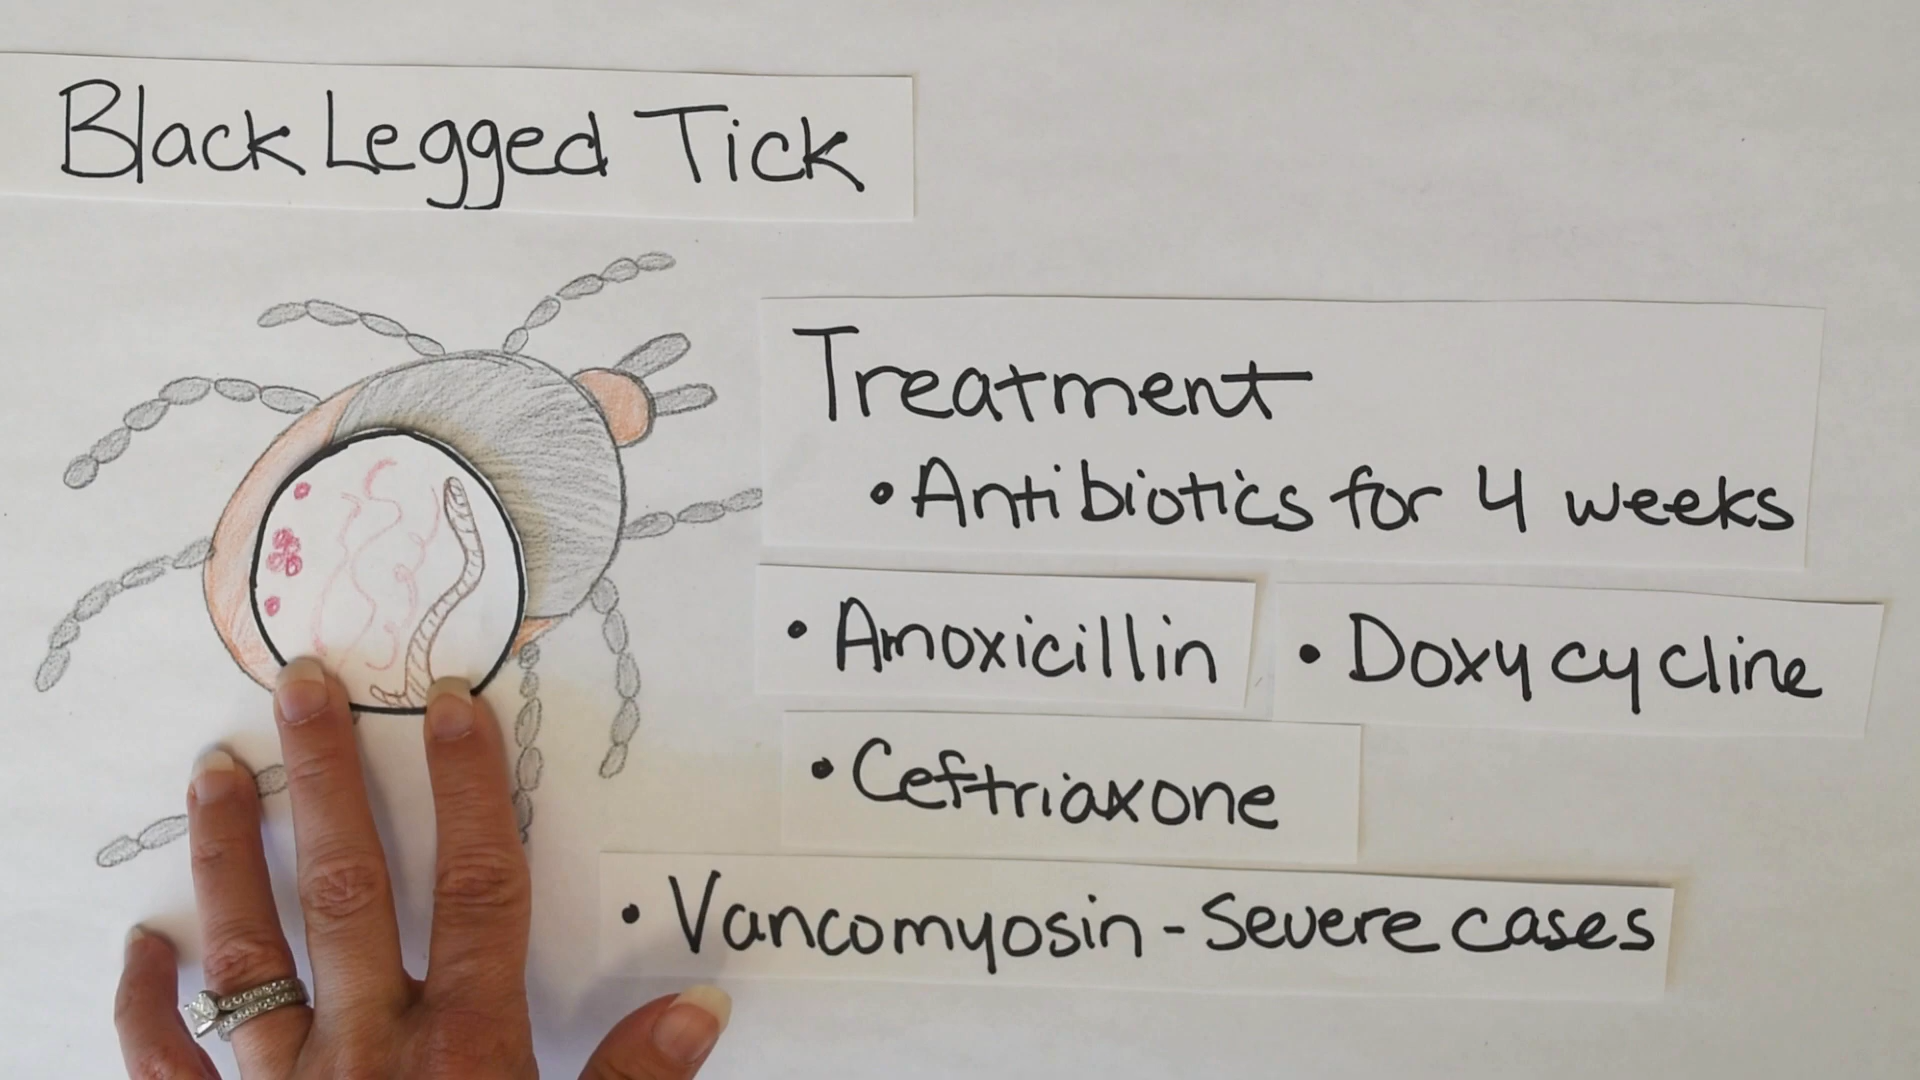 Black Legged Tick
Treatment
• Antibiotics for 4 weeks
• Amoxicillin
• Doxycycline
• Ceftriaxone
• Vancomyosin - Severe cases